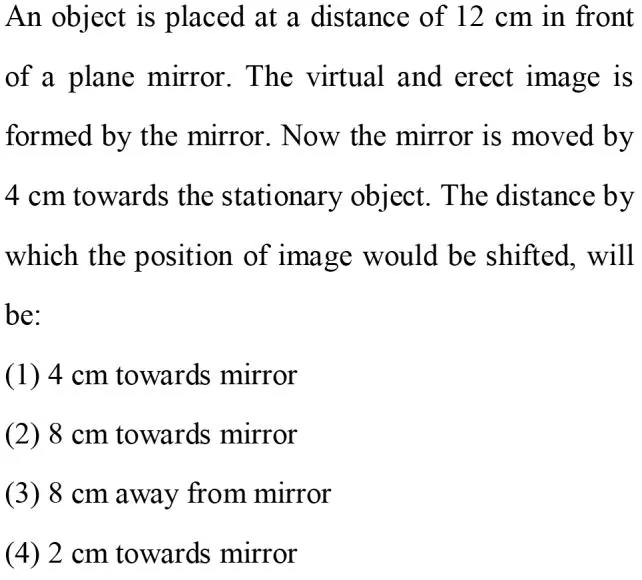 An object is placed at a distance of 12 cm in front
of a plane mirror. The virtual and erect image is
formed by the mirror. Now the mirror is moved by
4 cm towards the stationary object. The distance by
which the position of image would be shifted, will
be:
(1) 4 cm towards mirror
(2) 8 cm towards mirror
(3) 8 cm away from mirror
(4) 2 cm towards mirror